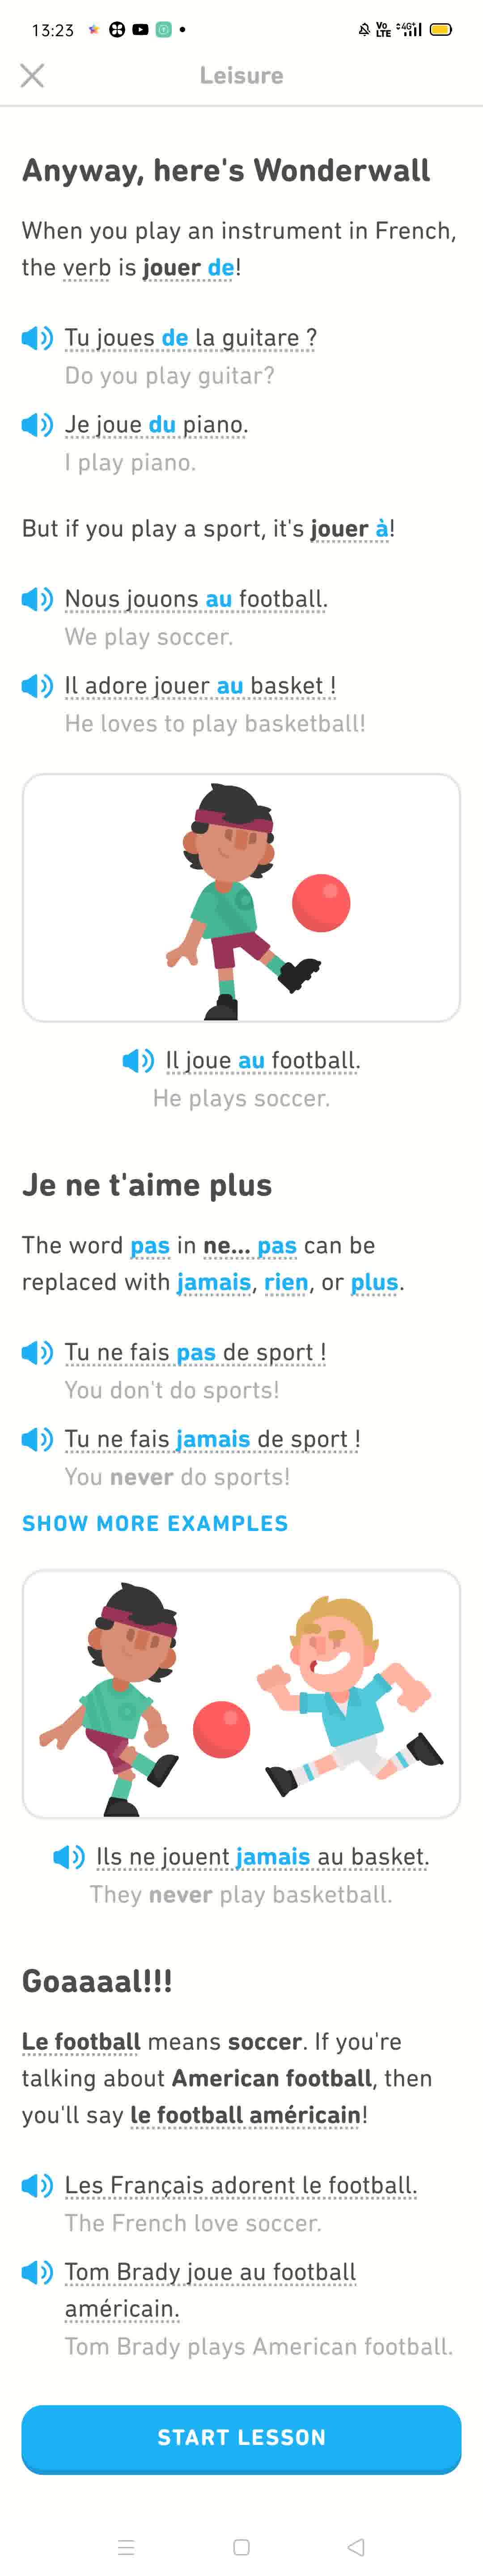 13:23
Vo LTE 4G+
Leisure
Anyway, here's Wonderwall
When you play an instrument in French,
the verb is jouer de!
Tu joues de la guitare ?
Do you play guitar?
Je joue du piano.
I play piano.
But if you play a sport, it's jouer à!
Nous jouons au football.
We play soccer.
Il adore jouer au basket !
He loves to play basketball!
Il joue au football.
He plays soccer.
Je ne t'aime plus
The word pas in ne... pas can be
replaced with jamais, rien, or plus.
Tu ne fais pas de sport !
You don't do sports!
Tu ne fais jamais de sport !
You never do sports!
SHOW MORE EXAMPLES
Ils ne jouent jamais au basket.
They never play basketball.
Goaaaal!!!
Le football means soccer. If you're
talking about American football, then
you'll say le football américain!
Les Français adorent le football.
The French love soccer.
Tom Brady joue au football
américain.
Tom Brady plays American football.
START LESSON